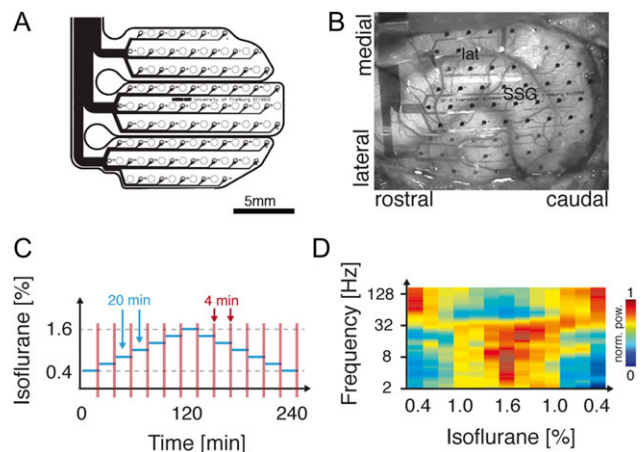 A
University of Freiburg 07/2013
5mm
B
medial
lateral
lat
SSG
rostral
caudal
C
Isoflurane [%]
20 min
4 min
1.6
0.4
0
120
240
Time [min]
D
Frequency [Hz]
128
32
8
2
0.4
1.0
1.6
1.0
0.4
Isoflurane [%]
1
norm. pow.
0